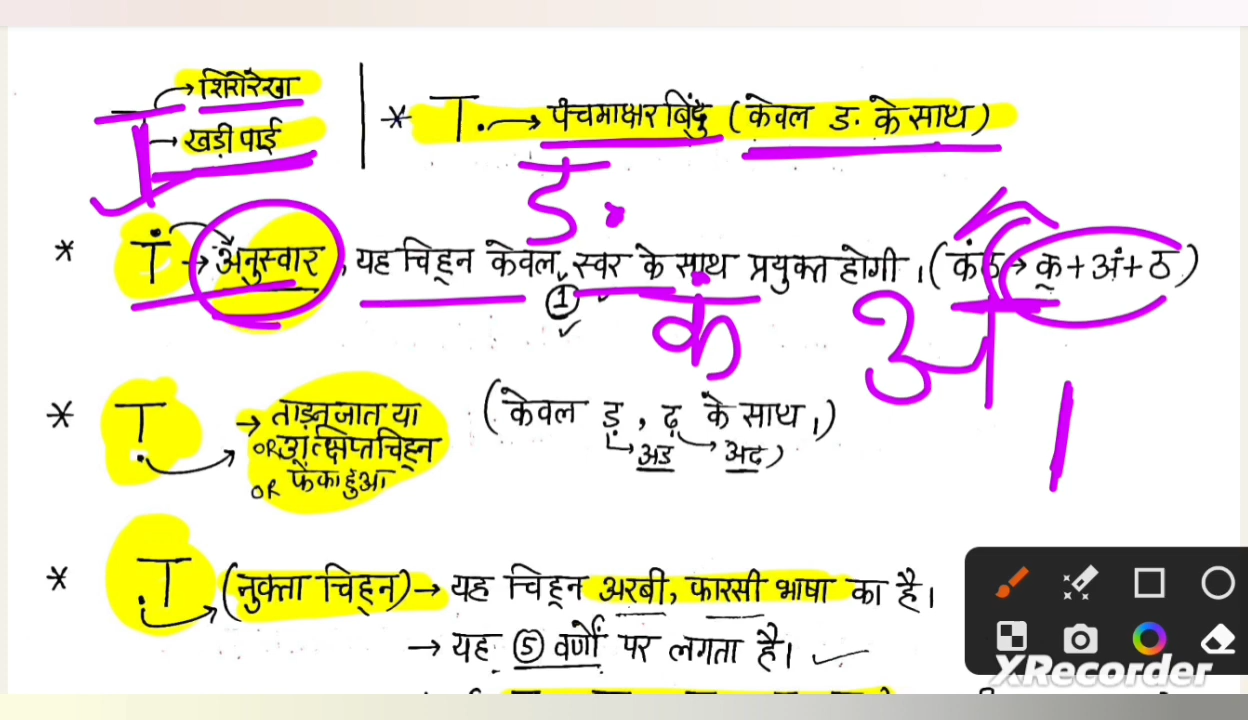 → शिरोरेखा
→ खड़ी पाई
* T. → पंचमाक्षर बिंदु (केवल ङ के साथ)
ङ
* Ṫ → अनुस्वार, यह चिह्न केवल स्वर के साथ प्रयुक्त होगी। (कंठ → क् + अं + ठ)
①
कं
अ
* Ṭ → ताड़नजात या (केवल ड़, ढ़ के साथ।)
OR उत्क्षिप्त चिह्न
OR फेंका हुआ
→ अड → अढ)
* .T (नुक्ता चिह्न) → यह चिह्न अरबी, फारसी भाषा का है।
→ यह ⑤ वर्णों पर लगता है।
XRecorder